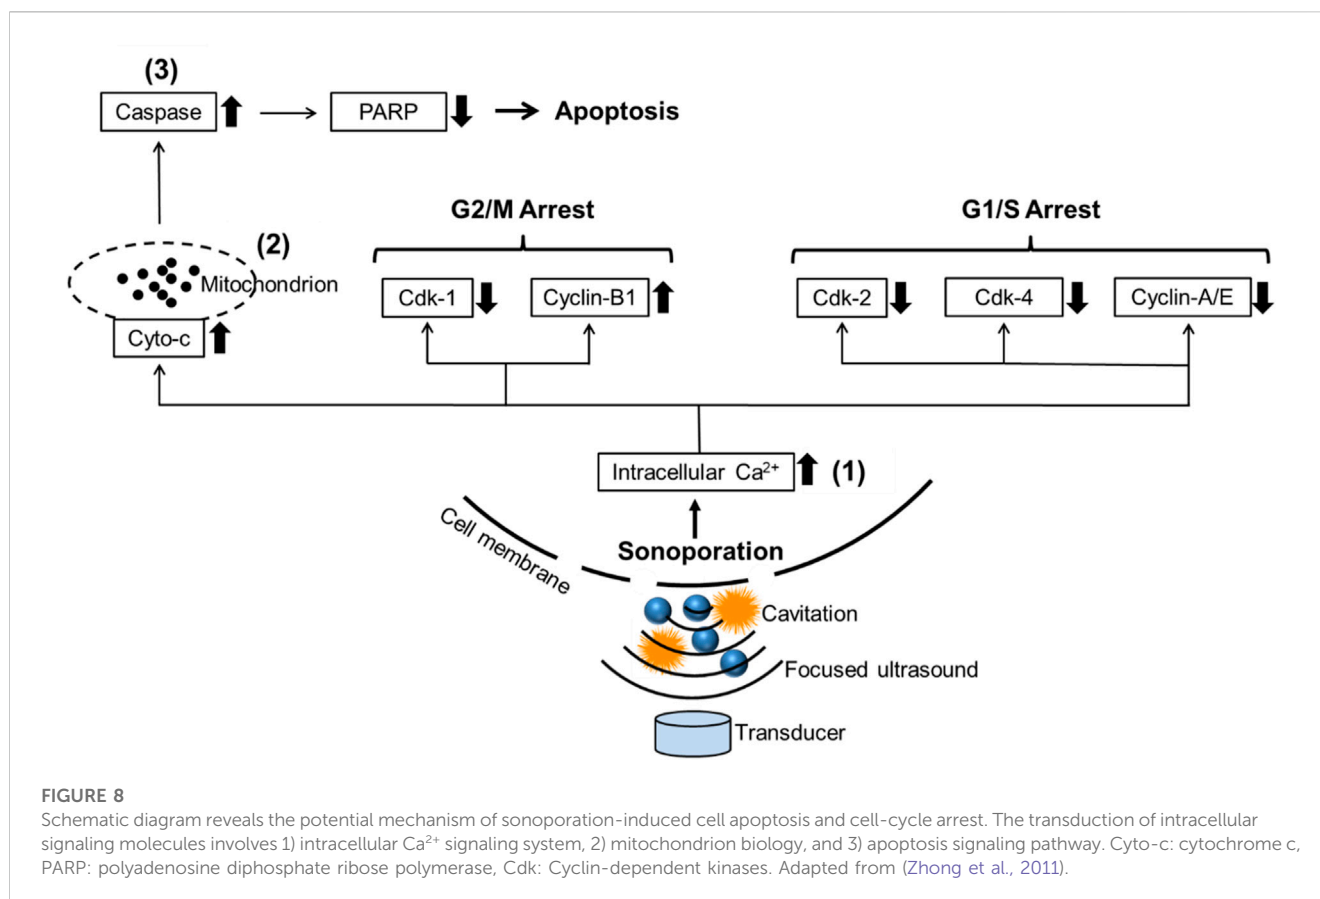 (3)
Caspase
PARP
Apoptosis
G2/M Arrest
G1/S Arrest
(2)
Mitochondrion
Cdk-1
Cyclin-B1
Cdk-2
Cdk-4
Cyclin-A/E
Cyto-c
Intracellular Ca²⁺
(1)
Cell membrane
Sonoporation
Cavitation
Focused ultrasound
Transducer
FIGURE 8
Schematic diagram reveals the potential mechanism of sonoporation-induced cell apoptosis and cell-cycle arrest. The transduction of intracellular
signaling molecules involves 1) intracellular Ca²⁺ signaling system, 2) mitochondrion biology, and 3) apoptosis signaling pathway. Cyto-c: cytochrome c,
PARP: polyadenosine diphosphate ribose polymerase, Cdk: Cyclin-dependent kinases. Adapted from (Zhong et al., 2011).